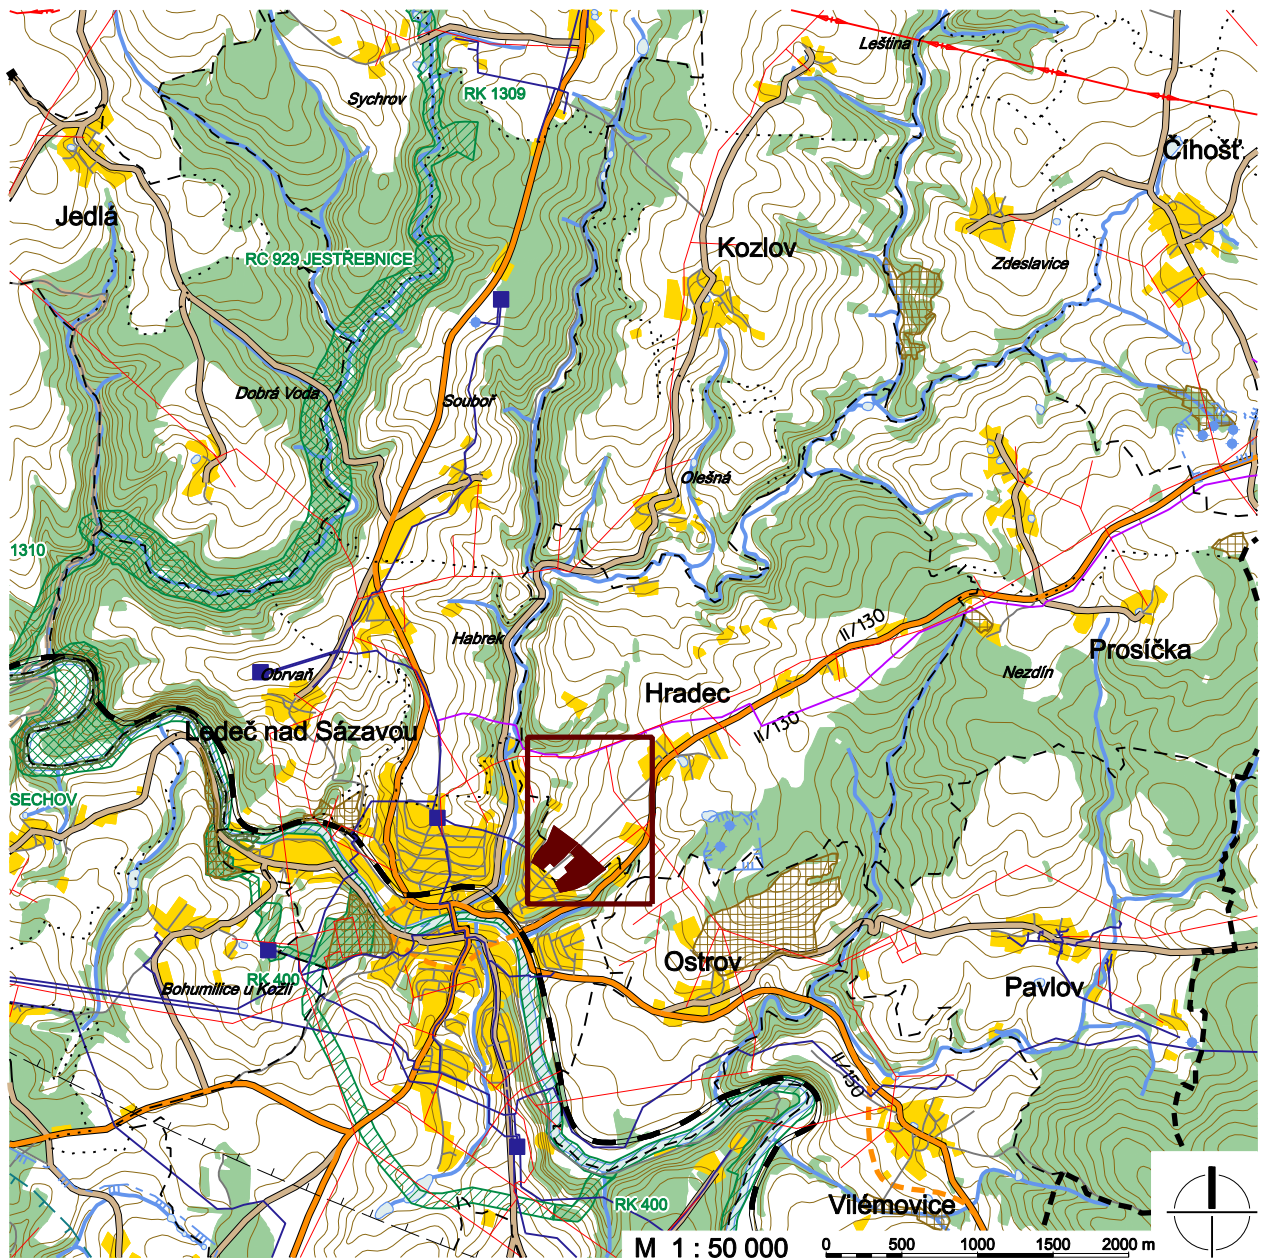 Leština
Sychrov
RK 1309
Číhošť
Jedlá
Kozlov
RC 929 JESTŘEBNICE
Zdeslavice
Dobrá Voda
Souboř
Olešná
1310
II/130
Habrek
Prosíčka
Obrvaň
Nezdín
Hradec
II/130
Ledeč nad Sázavou
SECHOV
Ostrov
RK 400
Bohumilice u Kožlí
Pavlov
II/150
RK 400
Vilémovice
M 1 : 50 000
0 500 1000 1500 2000 m